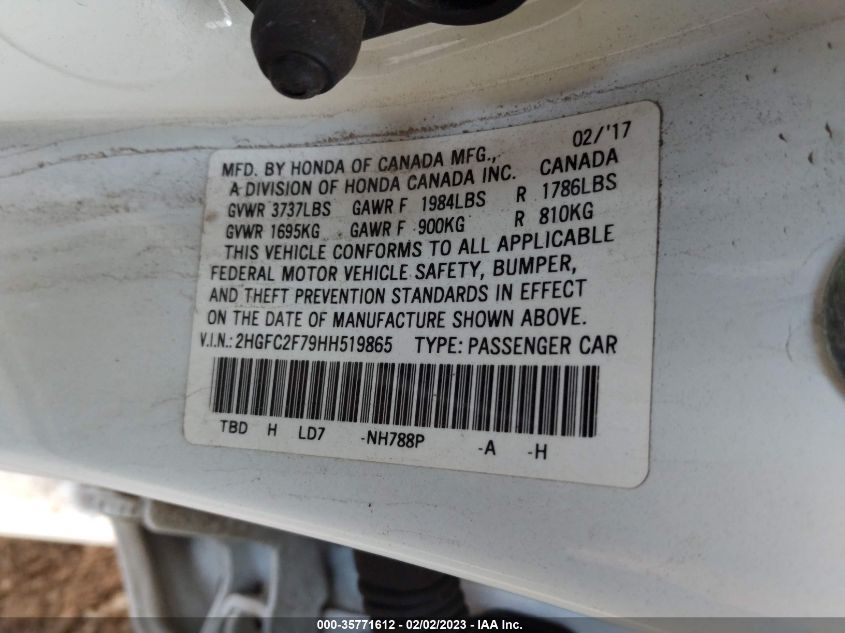 02/'17
MFD. BY HONDA OF CANADA MFG., CANADA
A DIVISION OF HONDA CANADA INC.
GVWR 3737LBS GAWR F 1984LBS R 1786LBS
GVWR 1695KG GAWR F 900KG R 810KG
THIS VEHICLE CONFORMS TO ALL APPLICABLE
FEDERAL MOTOR VEHICLE SAFETY, BUMPER,
AND THEFT PREVENTION STANDARDS IN EFFECT
ON THE DATE OF MANUFACTURE SHOWN ABOVE.
V.I.N.: 2HGFC2F79HH519865 TYPE: PASSENGER CAR
TBD H LD7 -NH788P -A -H
000-35771612 - 02/02/2023 - IAA Inc.